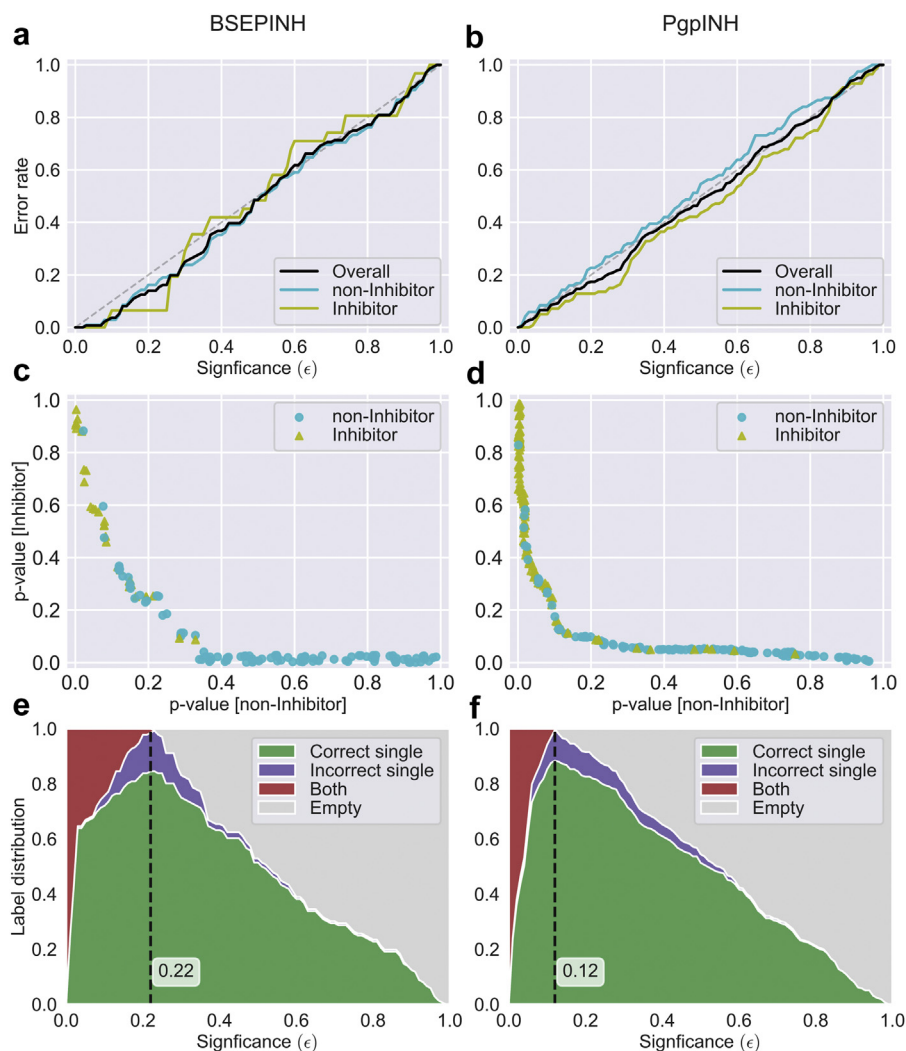 BSEPINH
PgpINH
a
b
1.0
0.8
0.6
0.4
0.2
0.0
Error rate
Overall
non-Inhibitor
Inhibitor
0.0 0.2 0.4 0.6 0.8 1.0
Signficance (ϵ)
1.0
0.8
0.6
0.4
0.2
0.0
Overall
non-Inhibitor
Inhibitor
0.0 0.2 0.4 0.6 0.8 1.0
Signficance (ϵ)
c
d
1.0
0.8
0.6
0.4
0.2
0.0
p-value [Inhibitor]
non-Inhibitor
Inhibitor
0.0 0.2 0.4 0.6 0.8 1.0
p-value [non-Inhibitor]
1.0
0.8
0.6
0.4
0.2
0.0
non-Inhibitor
Inhibitor
0.0 0.2 0.4 0.6 0.8 1.0
p-value [non-Inhibitor]
e
f
1.0
0.8
0.6
0.4
0.2
0.0
Label distribution
Correct single
Incorrect single
Both
Empty
0.22
0.0 0.2 0.4 0.6 0.8 1.0
Signficance (ϵ)
1.0
0.8
0.6
0.4
0.2
0.0
Correct single
Incorrect single
Both
Empty
0.12
0.0 0.2 0.4 0.6 0.8 1.0
Signficance (ϵ)